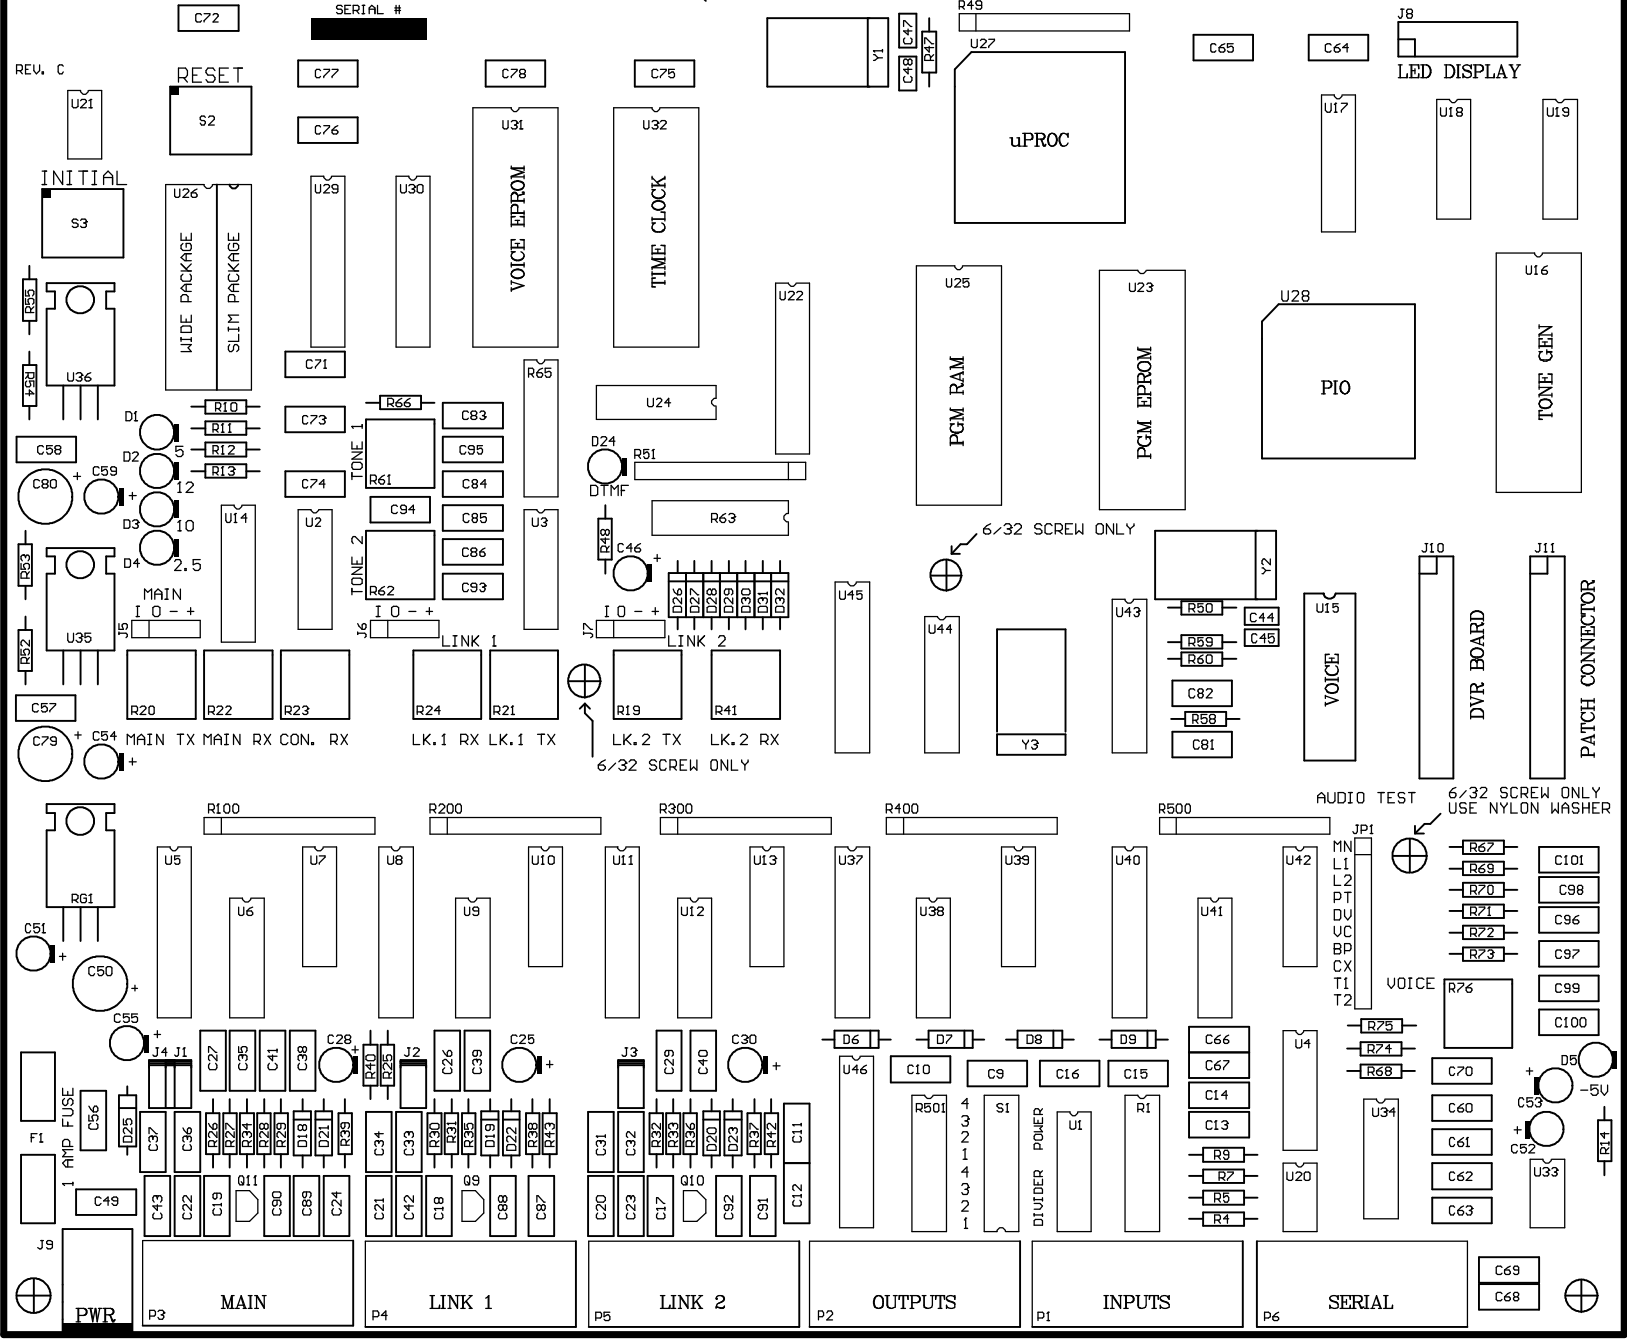 SERIAL #
C72
R49
J8
REV. C
RESET
C77
C78
C75
Y1
C47
C48
R47
U27
C65
C64
LED DISPLAY
U21
S2
C76
U31
U32
uPROC
U17
U18
U19
INITIAL
S3
U26
WIDE PACKAGE
SLIM PACKAGE
U29
U30
VOICE EPROM
TIME CLOCK
R55
U36
R54
U22
U25
PGM RAM
U23
PGM EPROM
U28
PIO
U16
TONE GEN
C71
R65
U24
D1
5
D2
12
D3
10
D4
2.5
R10
R11
R12
R13
C73
C74
R66
TONE 1
R61
C83
C95
C84
C94
C85
C86
C93
TONE 2
R62
D24
DTMF
R51
R63
C58
C80
+
C59
+
U14
U2
U3
R48
C46
+
6/32 SCREW ONLY
Y2
J10
J11
R53
U35
R52
MAIN
I O - +
J5
I O - +
J6
LINK 1
I O - +
J7
LINK 2
D26
D27
D28
D29
D30
D31
D32
U45
U44
U43
R50
C44
C45
R59
R60
C82
R58
C81
U15
VOICE
DVR BOARD
PATCH CONNECTOR
C57
C79
+
C54
+
R20
R22
R23
R24
R21
R19
R41
MAIN TX
MAIN RX
CON. RX
LK.1 RX
LK.1 TX
LK.2 TX
LK.2 RX
6/32 SCREW ONLY
Y3
AUDIO TEST
6/32 SCREW ONLY
USE NYLON WASHER
R100
R200
R300
R400
R500
JP1
MN
L1
L2
PT
DV
VC
BP
CX
T1
T2
RG1
U5
U6
U7
U8
U9
U10
U11
U12
U13
U37
U38
U39
U40
U41
U42
R67
R69
R70
R71
R72
R73
C101
C98
C96
C97
C99
C100
VOICE
R76
C51
+
C50
+
C55
+
J4
J1
C27
C35
C41
C38
C28
+
R40
R25
J2
C26
C39
C25
+
J3
C29
C40
C30
+
D6
D7
D8
D9
C66
C67
C14
C13
U4
R75
R74
R68
C70
C60
C61
C62
C63
D5
-5V
+
C53
+
C52
R14
U33
U34
U46
C10
C9
C16
C15
R501
S1
4
3
2
1
4
3
2
1
DIVIDER POWER
U1
R1
R9
R7
R5
R4
U20
F1
1 AMP FUSE
C56
D25
C37
C36
R26
R27
R34
R28
R29
D18
D21
R39
C34
C33
R30
R31
R35
D19
D22
R38
R43
C31
C32
R32
R33
R36
D20
D23
R37
R42
C11
C12
C49
C43
C22
C19
Q11
C90
C89
C24
C21
C42
C18
Q9
C88
C87
C20
C23
C17
Q10
C92
C91
J9
PWR
P3
MAIN
P4
LINK 1
P5
LINK 2
P2
OUTPUTS
P1
INPUTS
P6
SERIAL
C69
C68